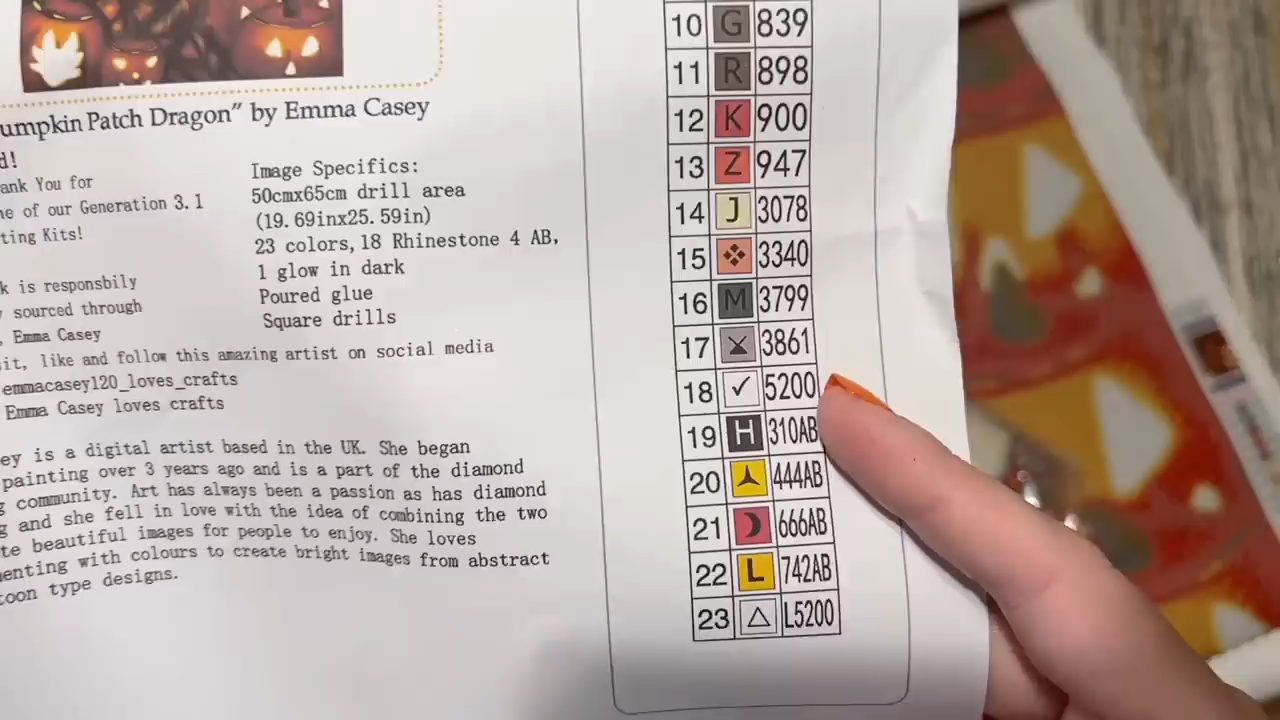 umpkin Patch Dragon” by Emma Casey
d!
ank You for
ne of our Generation 3.1
ting Kits!
k is responsbily
sourced through
, Emma Casey
it, like and follow this amazing artist on social media
emmacasey120_loves_crafts
Emma Casey loves crafts
Image Specifics:
50cmx65cm drill area
(19.69inx25.59in)
23 colors, 18 Rhinestone 4 AB,
1 glow in dark
Poured glue
Square drills
ey is a digital artist based in the UK. She began
painting over 3 years ago and is a part of the diamond
g community. Art has always been a passion as has diamond
g and she fell in love with the idea of combining the two
te beautiful images for people to enjoy. She loves
enting with colours to create bright images from abstract
toon type designs.
10 G 839
11 R 898
12 K 900
13 Z 947
14 J 3078
15 3340
16 M 3799
17 3861
18 ✓ 5200
19 H 310AB
20 444AB
21 666AB
22 L 742AB
23 △ L5200